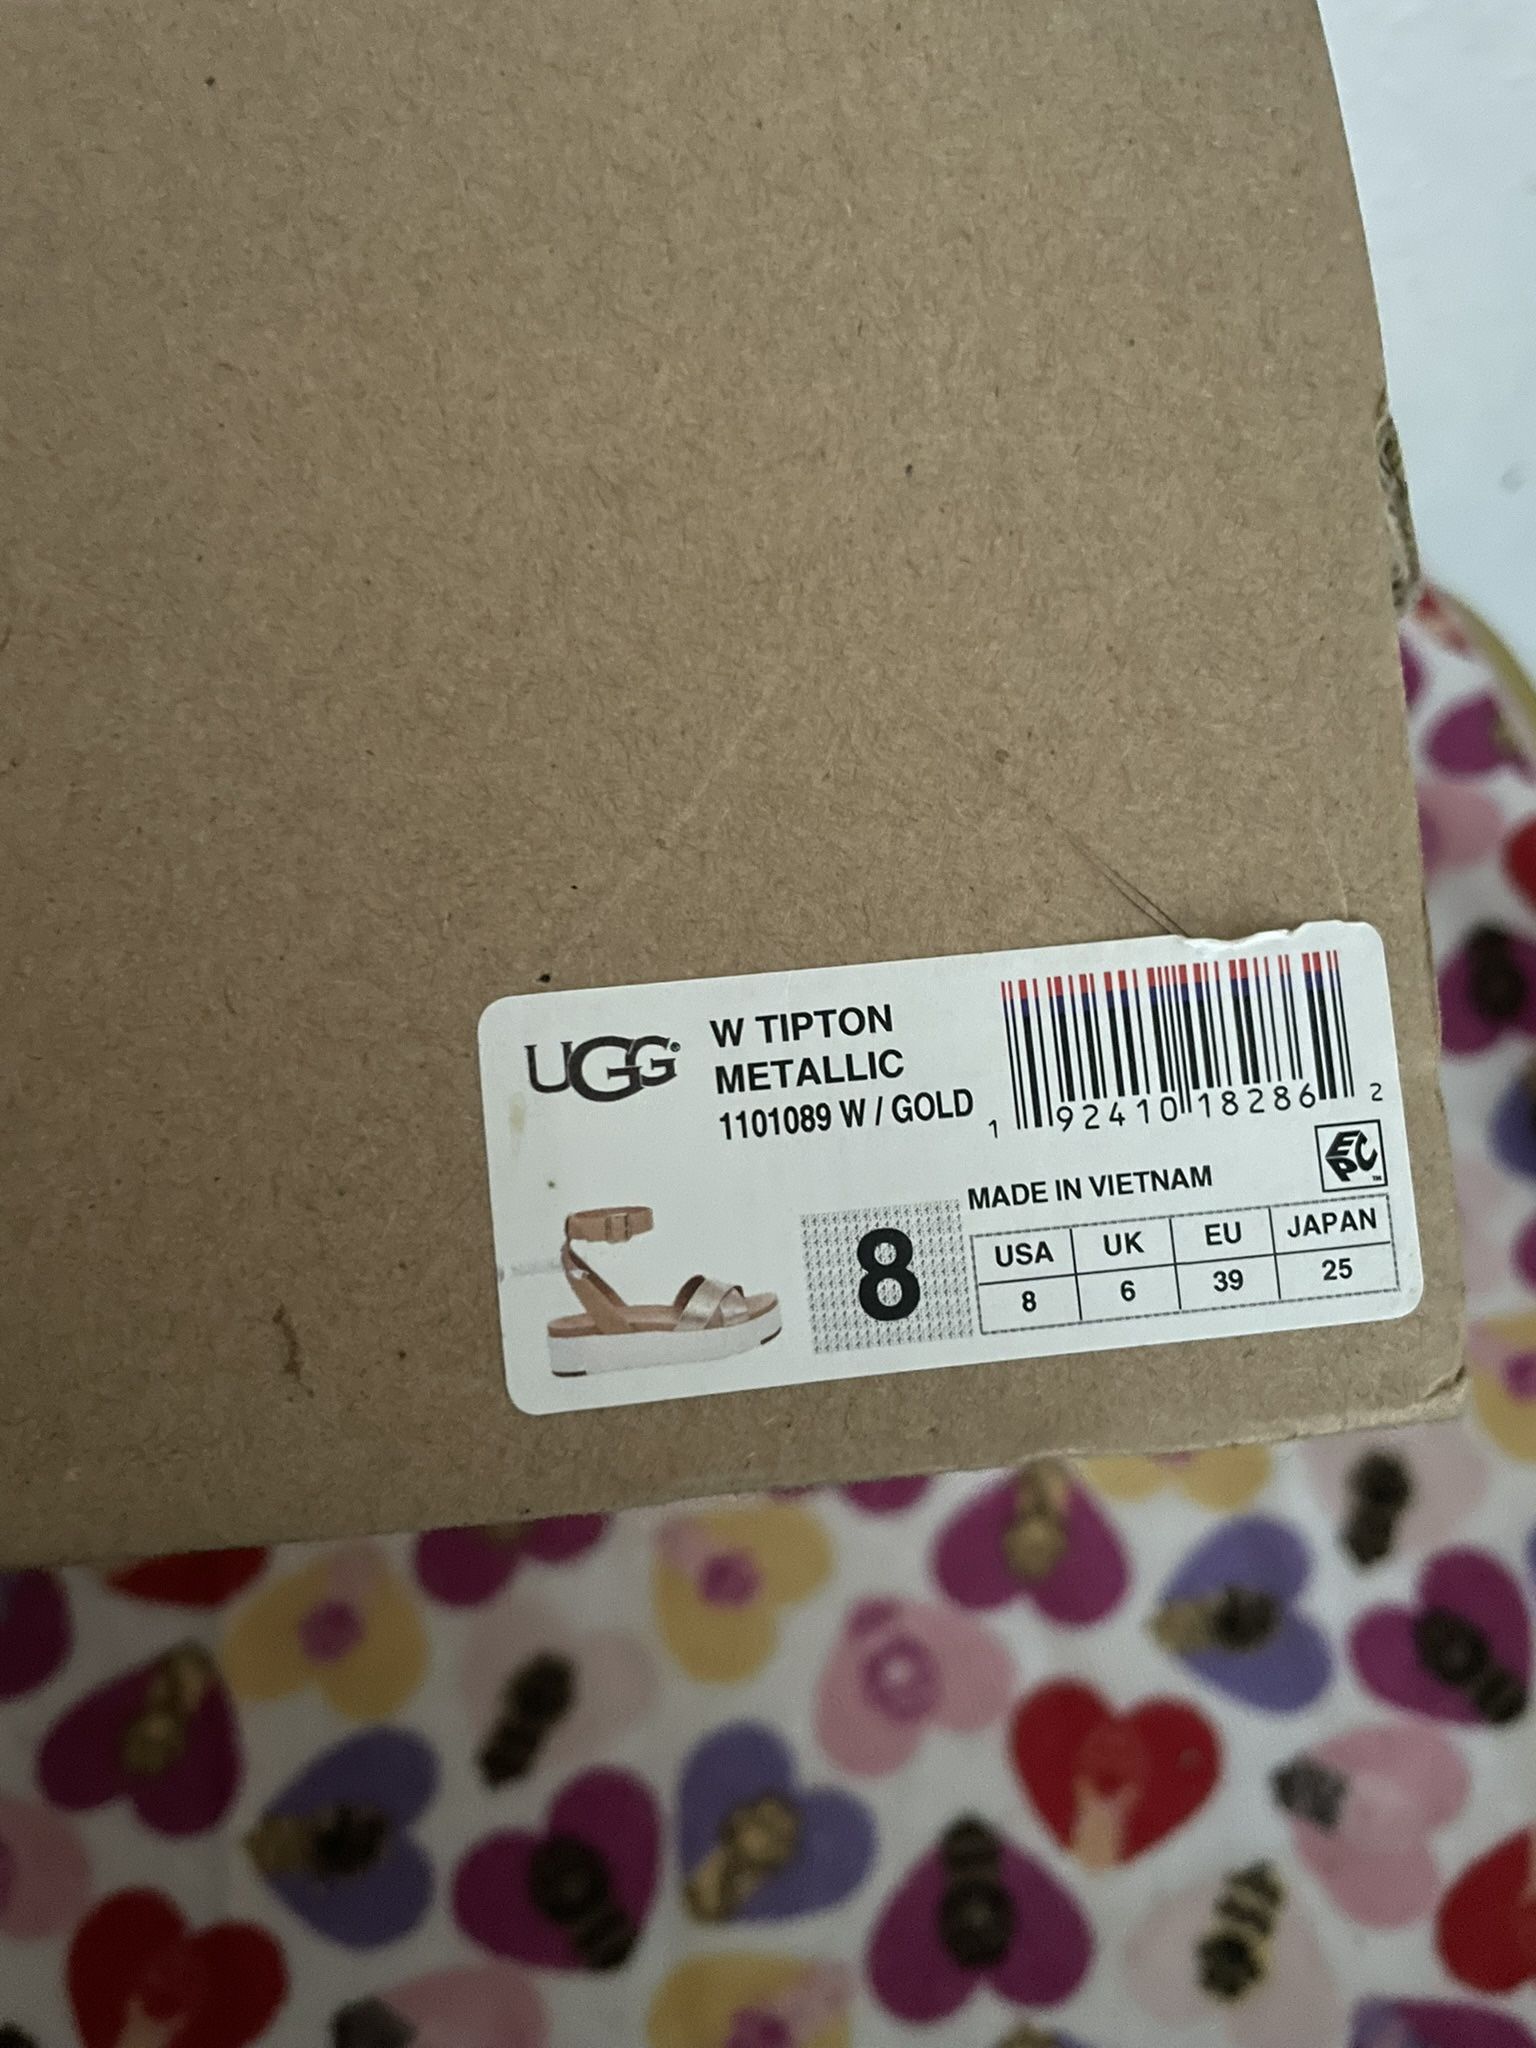 UGG®
W TIPTON
METALLIC
1101089 W / GOLD
1 92410 18286 2
EPC™
MADE IN VIETNAM
8
USA UK EU JAPAN
8 6 39 25